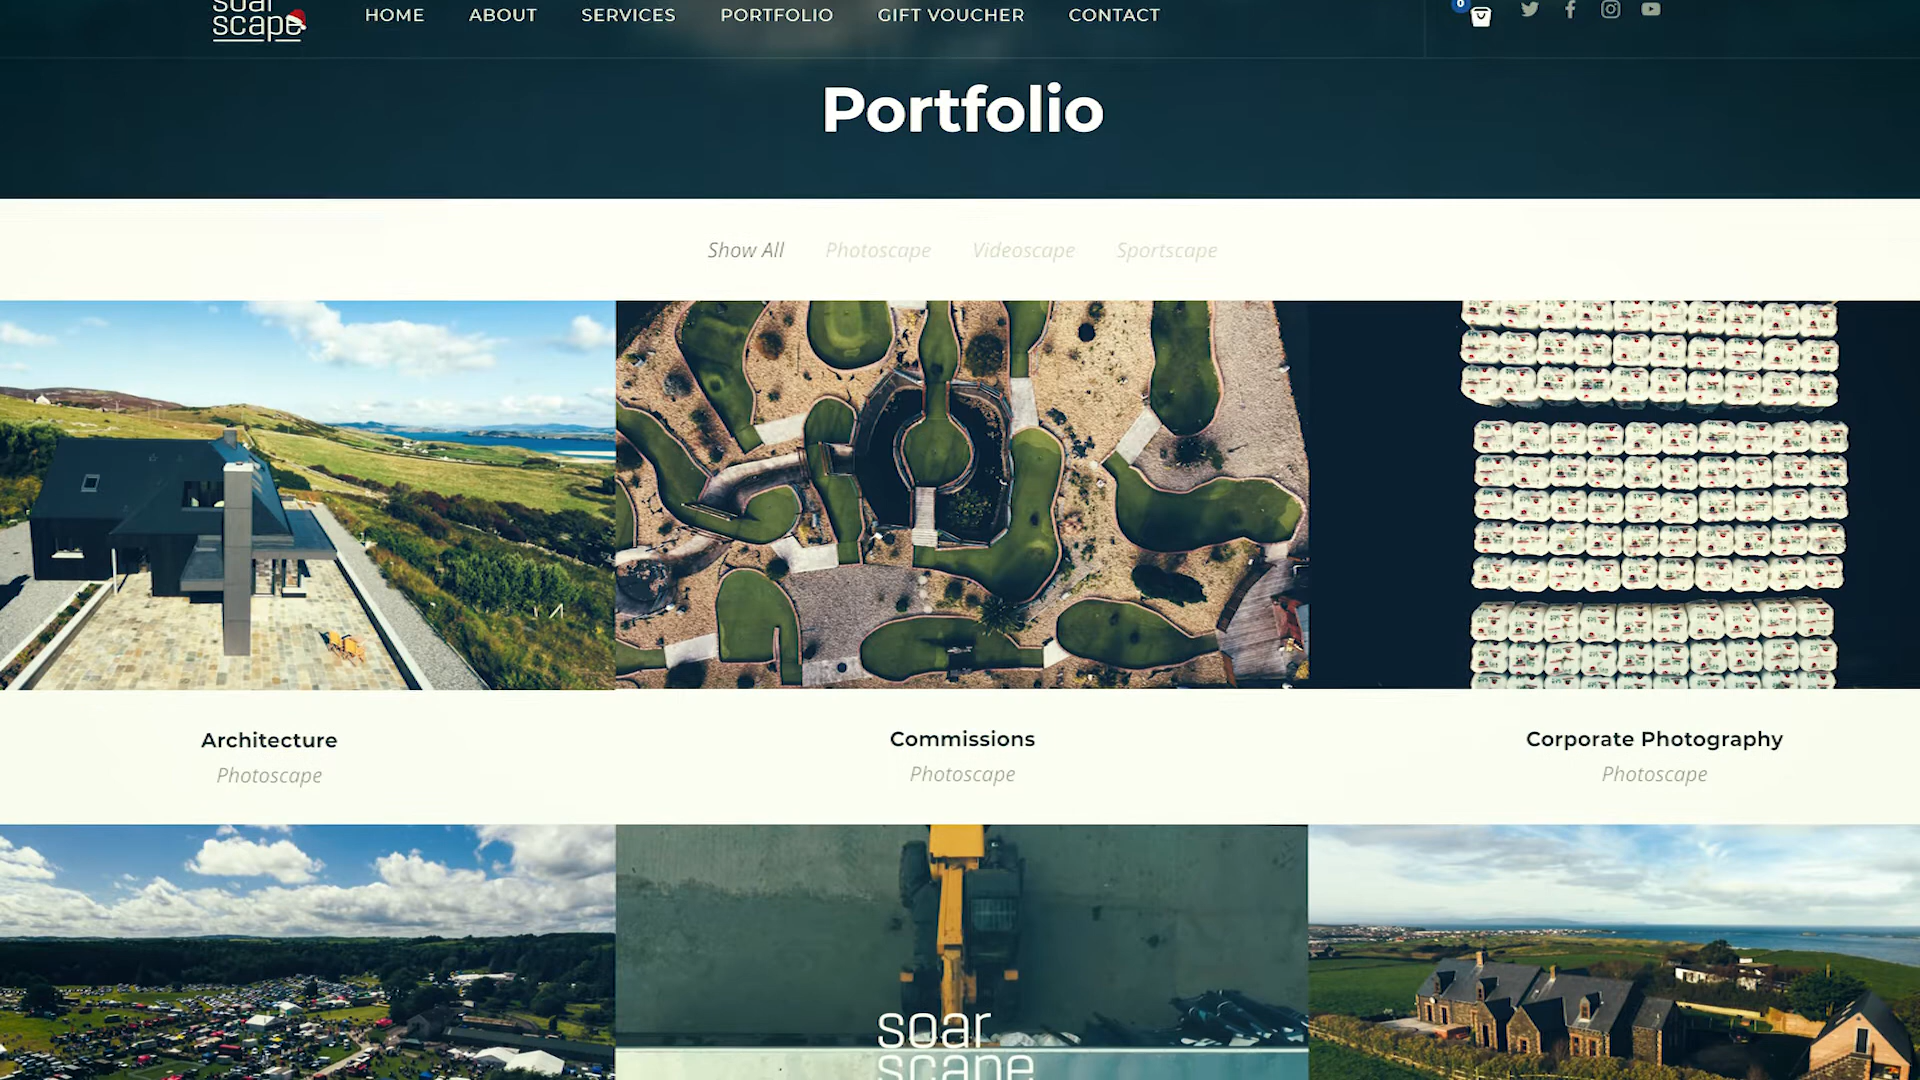 soar
scape
HOME ABOUT SERVICES PORTFOLIO GIFT VOUCHER CONTACT
0
Portfolio
Show All Photoscape Videoscape Sportscape
Architecture
Photoscape
Commissions
Photoscape
Corporate Photography
Photoscape
soar
scape